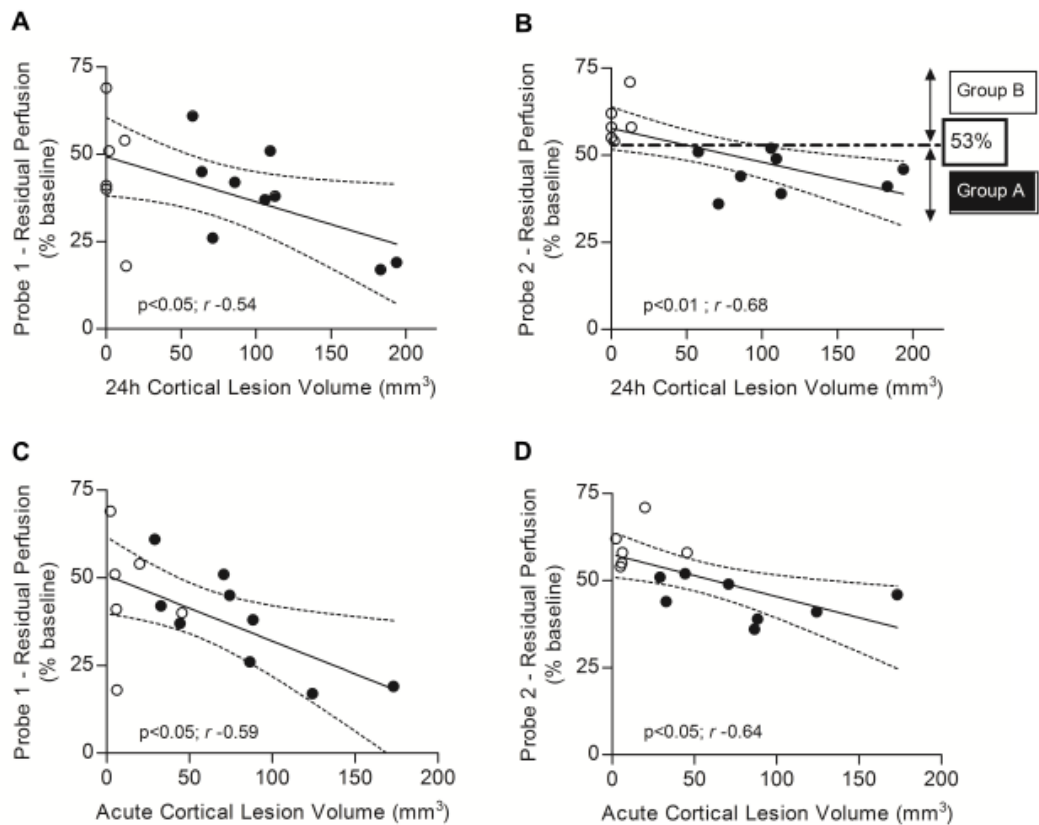 A
Probe 1 - Residual Perfusion
(% baseline)
75
50
25
0
p<0.05; r -0.54
0
50
100
150
200
24h Cortical Lesion Volume (mm³)
B
Probe 2 - Residual Perfusion
(% baseline)
75
50
25
0
Group B
53%
Group A
p<0.01 ; r -0.68
0
50
100
150
200
24h Cortical Lesion Volume (mm³)
C
Probe 1 - Residual Perfusion
(% baseline)
75
50
25
0
p<0.05; r -0.59
0
50
100
150
200
Acute Cortical Lesion Volume (mm³)
D
Probe 2 - Residual Perfusion
(% baseline)
75
50
25
0
p<0.05; r -0.64
0
50
100
150
200
Acute Cortical Lesion Volume (mm³)